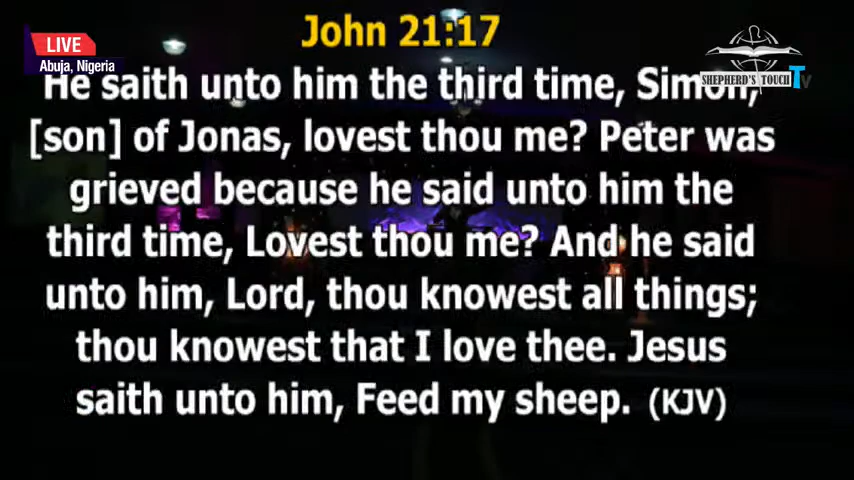 John 21:17
LIVE
Abuja, Nigeria
SHEPHERD'S TOUCH TV
He saith unto him the third time, Simon,
[son] of Jonas, lovest thou me? Peter was
grieved because he said unto him the
third time, Lovest thou me? And he said
unto him, Lord, thou knowest all things;
thou knowest that I love thee. Jesus
saith unto him, Feed my sheep. (KJV)